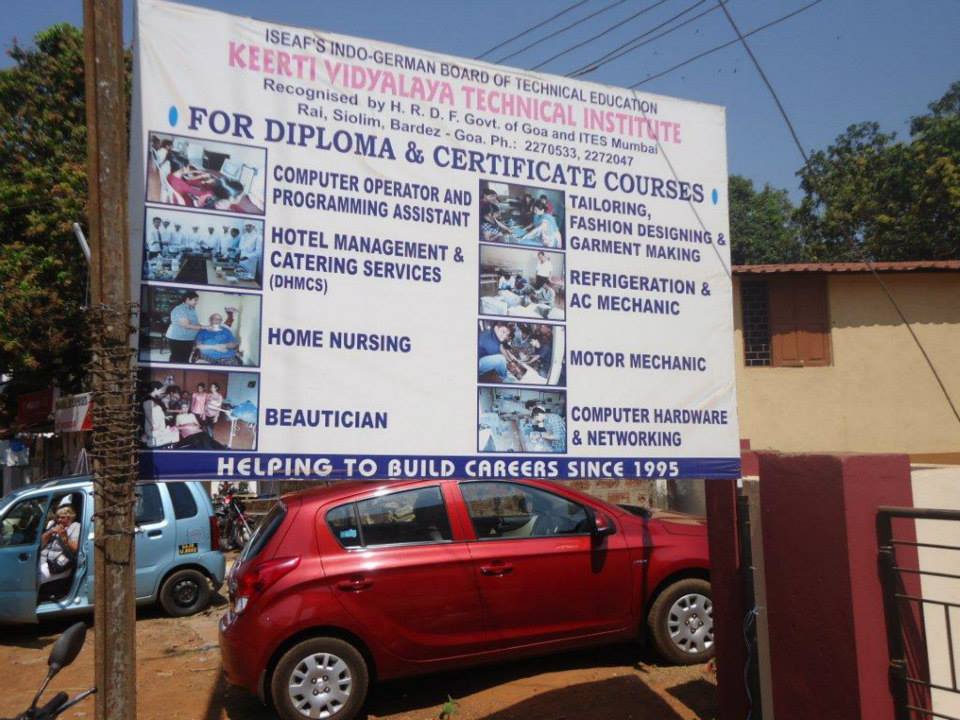 ISEAF'S INDO-GERMAN BOARD OF TECHNICAL EDUCATION
KEERTI VIDYALAYA TECHNICAL INSTITUTE
Recognised by H. R. D. F. Govt. of Goa and ITES Mumbai
Rai, Siolim, Bardez - Goa. Ph.: 2270533, 2272047
FOR DIPLOMA & CERTIFICATE COURSES
COMPUTER OPERATOR AND
PROGRAMMING ASSISTANT
HOTEL MANAGEMENT &
CATERING SERVICES
(DHMCS)
HOME NURSING
BEAUTICIAN
TAILORING,
FASHION DESIGNING &
GARMENT MAKING
REFRIGERATION &
AC MECHANIC
MOTOR MECHANIC
COMPUTER HARDWARE
& NETWORKING
HELPING TO BUILD CAREERS SINCE 1995